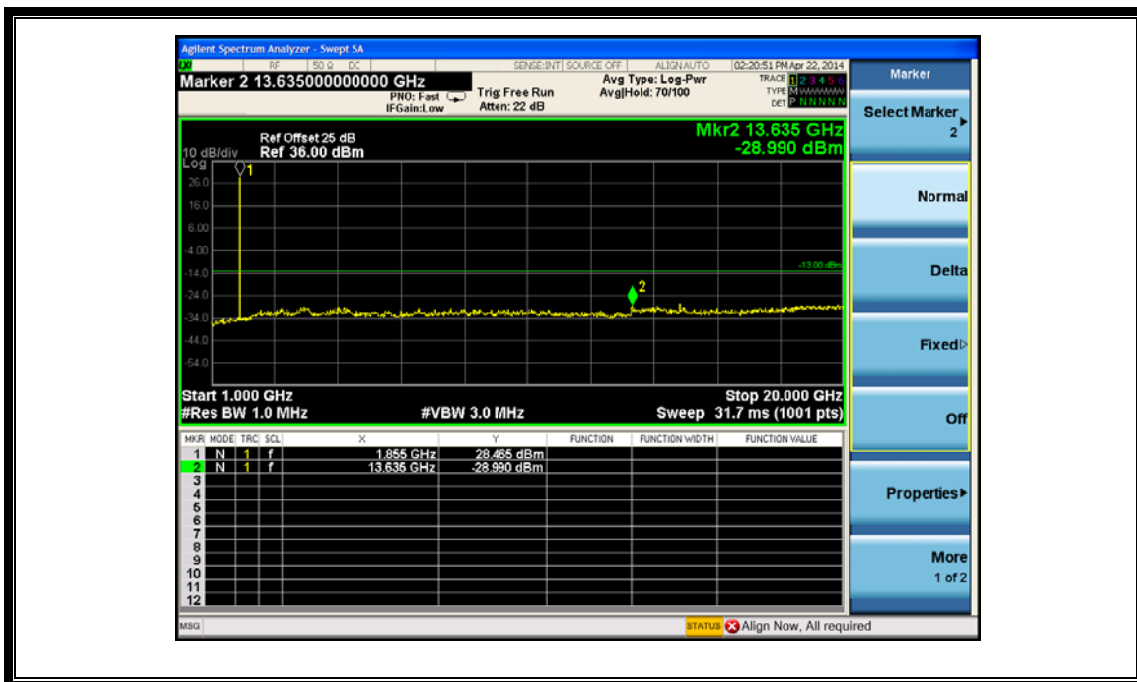 Agilent Spectrum Analyzer - Swept SA
RF 50 Ω DC SENSE:INT SOURCE OFF ALIGN AUTO 02:20:51 PM Apr 22, 2014
Marker 2 13.635000000000 GHz
PNO: Fast
IFGain:Low
Trig: Free Run
Atten: 22 dB
Avg Type: Log-Pwr
Avg|Hold: 70/100
TRACE 1 2 3 4 5 6
TYPE MWWWWW
DET P N N N N N
Ref Offset 25 dB
Ref 36.00 dBm
10 dB/div
Log
Mkr2 13.635 GHz
-28.990 dBm
1
26.0
16.0
6.00
-4.00
-13.00 dBm
-14.0
2
-24.0
-34.0
-44.0
-54.0
Start 1.000 GHz
Stop 20.000 GHz
#Res BW 1.0 MHz
#VBW 3.0 MHz
Sweep 31.7 ms (1001 pts)
MKR MODE TRC SCL X Y FUNCTION FUNCTION WIDTH FUNCTION VALUE
1 N 1 f 1.855 GHz 28.465 dBm
2 N 1 f 13.635 GHz -28.990 dBm
3
4
5
6
7
8
9
10
11
12
MSG
STATUS Align Now, All required
Marker
Select Marker
2
Normal
Delta
Fixed
Off
Properties
More
1 of 2